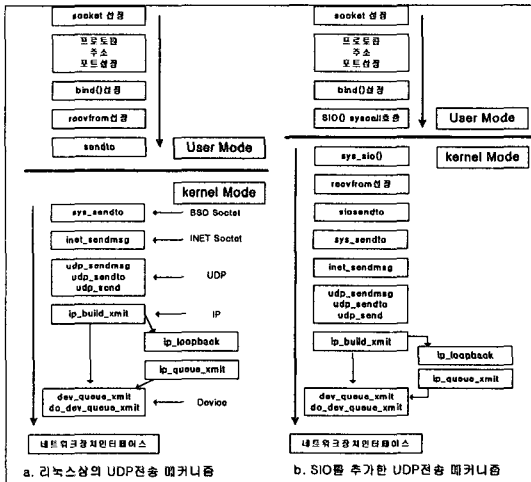 socket 설정
프로토콜
주소
포트설정
bind()설정
recvfrom설정
sendto
User Mode
kernel Mode
sys_sendto
BSD Soctet
inet_sendmsg
INET Soctet
udp_sendmsg
udp_sendto
udp_send
UDP
ip_build_xmit
IP
ip_loopback
ip_queue_xmit
dev_queue_xmit
do_dev_queue_xmit
Device
네트워크장치인터페이스
a. 리눅스상의 UDP전송 메커니즘
socket 설정
프로토콜
주소
포트설정
bind()설정
SIO() syscall호출
User Mode
kernel Mode
sys_sio()
recvfrom설정
siosendto
sys_sendto
inet_sendmsg
udp_sendmsg
udp_sendto
udp_send
ip_build_xmit
ip_loopback
ip_queue_xmit
dev_queue_xmit
do_dev_queue_xmit
네트워크장치인터페이스
b. SIO를 추가한 UDP전송 메커니즘